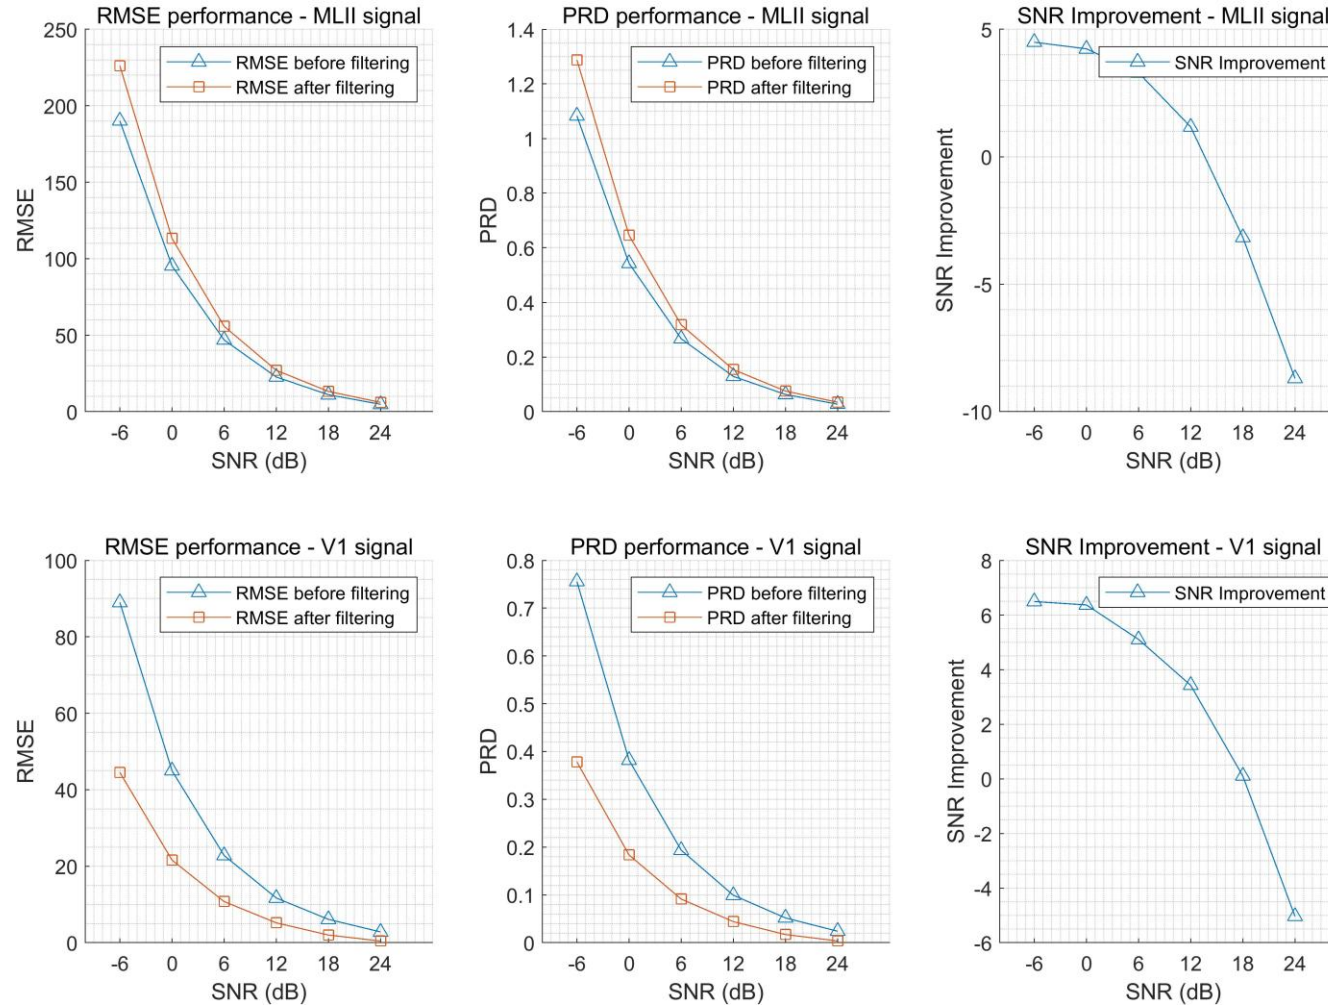 RMSE performance - MLII signal
250
200
150
100
50
0
RMSE
RMSE before filtering
RMSE after filtering
-6 0 6 12 18 24
SNR (dB)
PRD performance - MLII signal
1.4
1.2
1
0.8
0.6
0.4
0.2
0
PRD
PRD before filtering
PRD after filtering
-6 0 6 12 18 24
SNR (dB)
SNR Improvement - MLII signal
5
0
-5
-10
SNR Improvement
SNR Improvement
-6 0 6 12 18 24
SNR (dB)
RMSE performance - V1 signal
100
80
60
40
20
0
RMSE
RMSE before filtering
RMSE after filtering
-6 0 6 12 18 24
SNR (dB)
PRD performance - V1 signal
0.8
0.7
0.6
0.5
0.4
0.3
0.2
0.1
0
PRD
PRD before filtering
PRD after filtering
-6 0 6 12 18 24
SNR (dB)
SNR Improvement - V1 signal
8
6
4
2
0
-2
-4
-6
SNR Improvement
SNR Improvement
-6 0 6 12 18 24
SNR (dB)